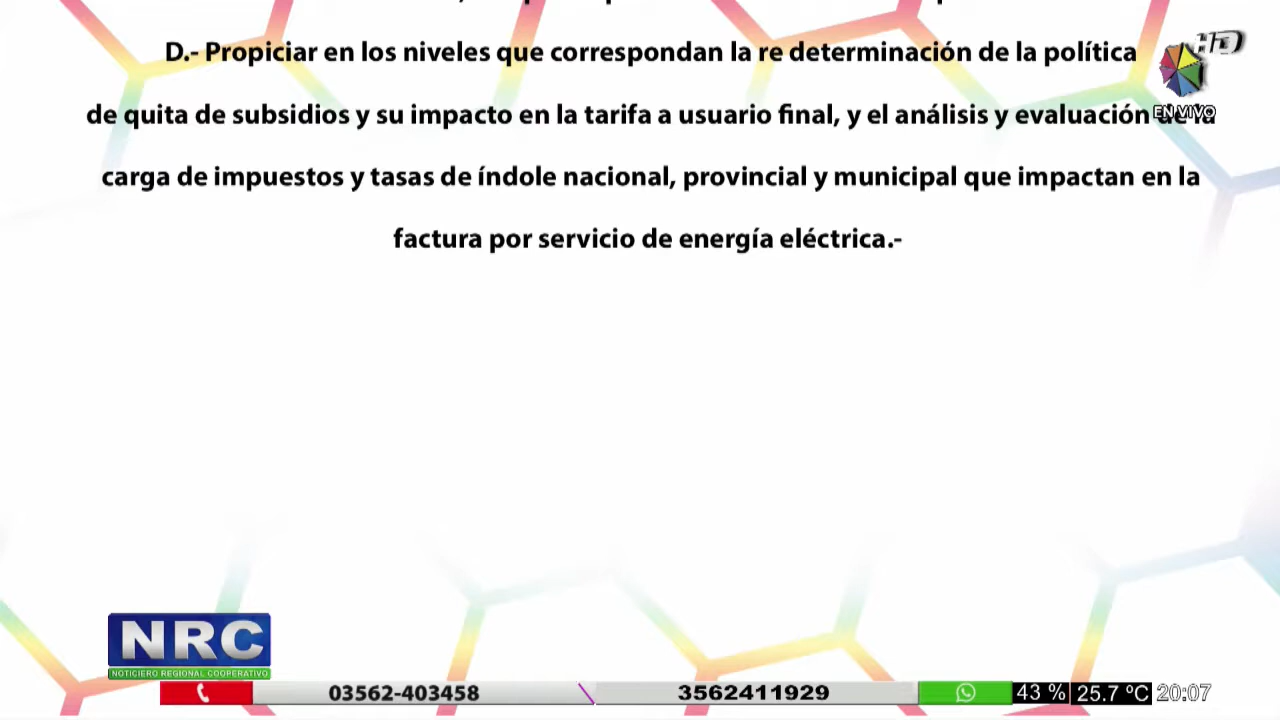 D.- Propiciar en los niveles que correspondan la re determinación de la política
HD
de quita de subsidios y su impacto en la tarifa a usuario final, y el análisis y evaluación de la
EN VIVO
carga de impuestos y tasas de índole nacional, provincial y municipal que impactan en la
factura por servicio de energía eléctrica.-
NRC
NOTICIERO REGIONAL COOPERATIVO
03562-403458 3562411929 43 % 25.7 ºC 20:07